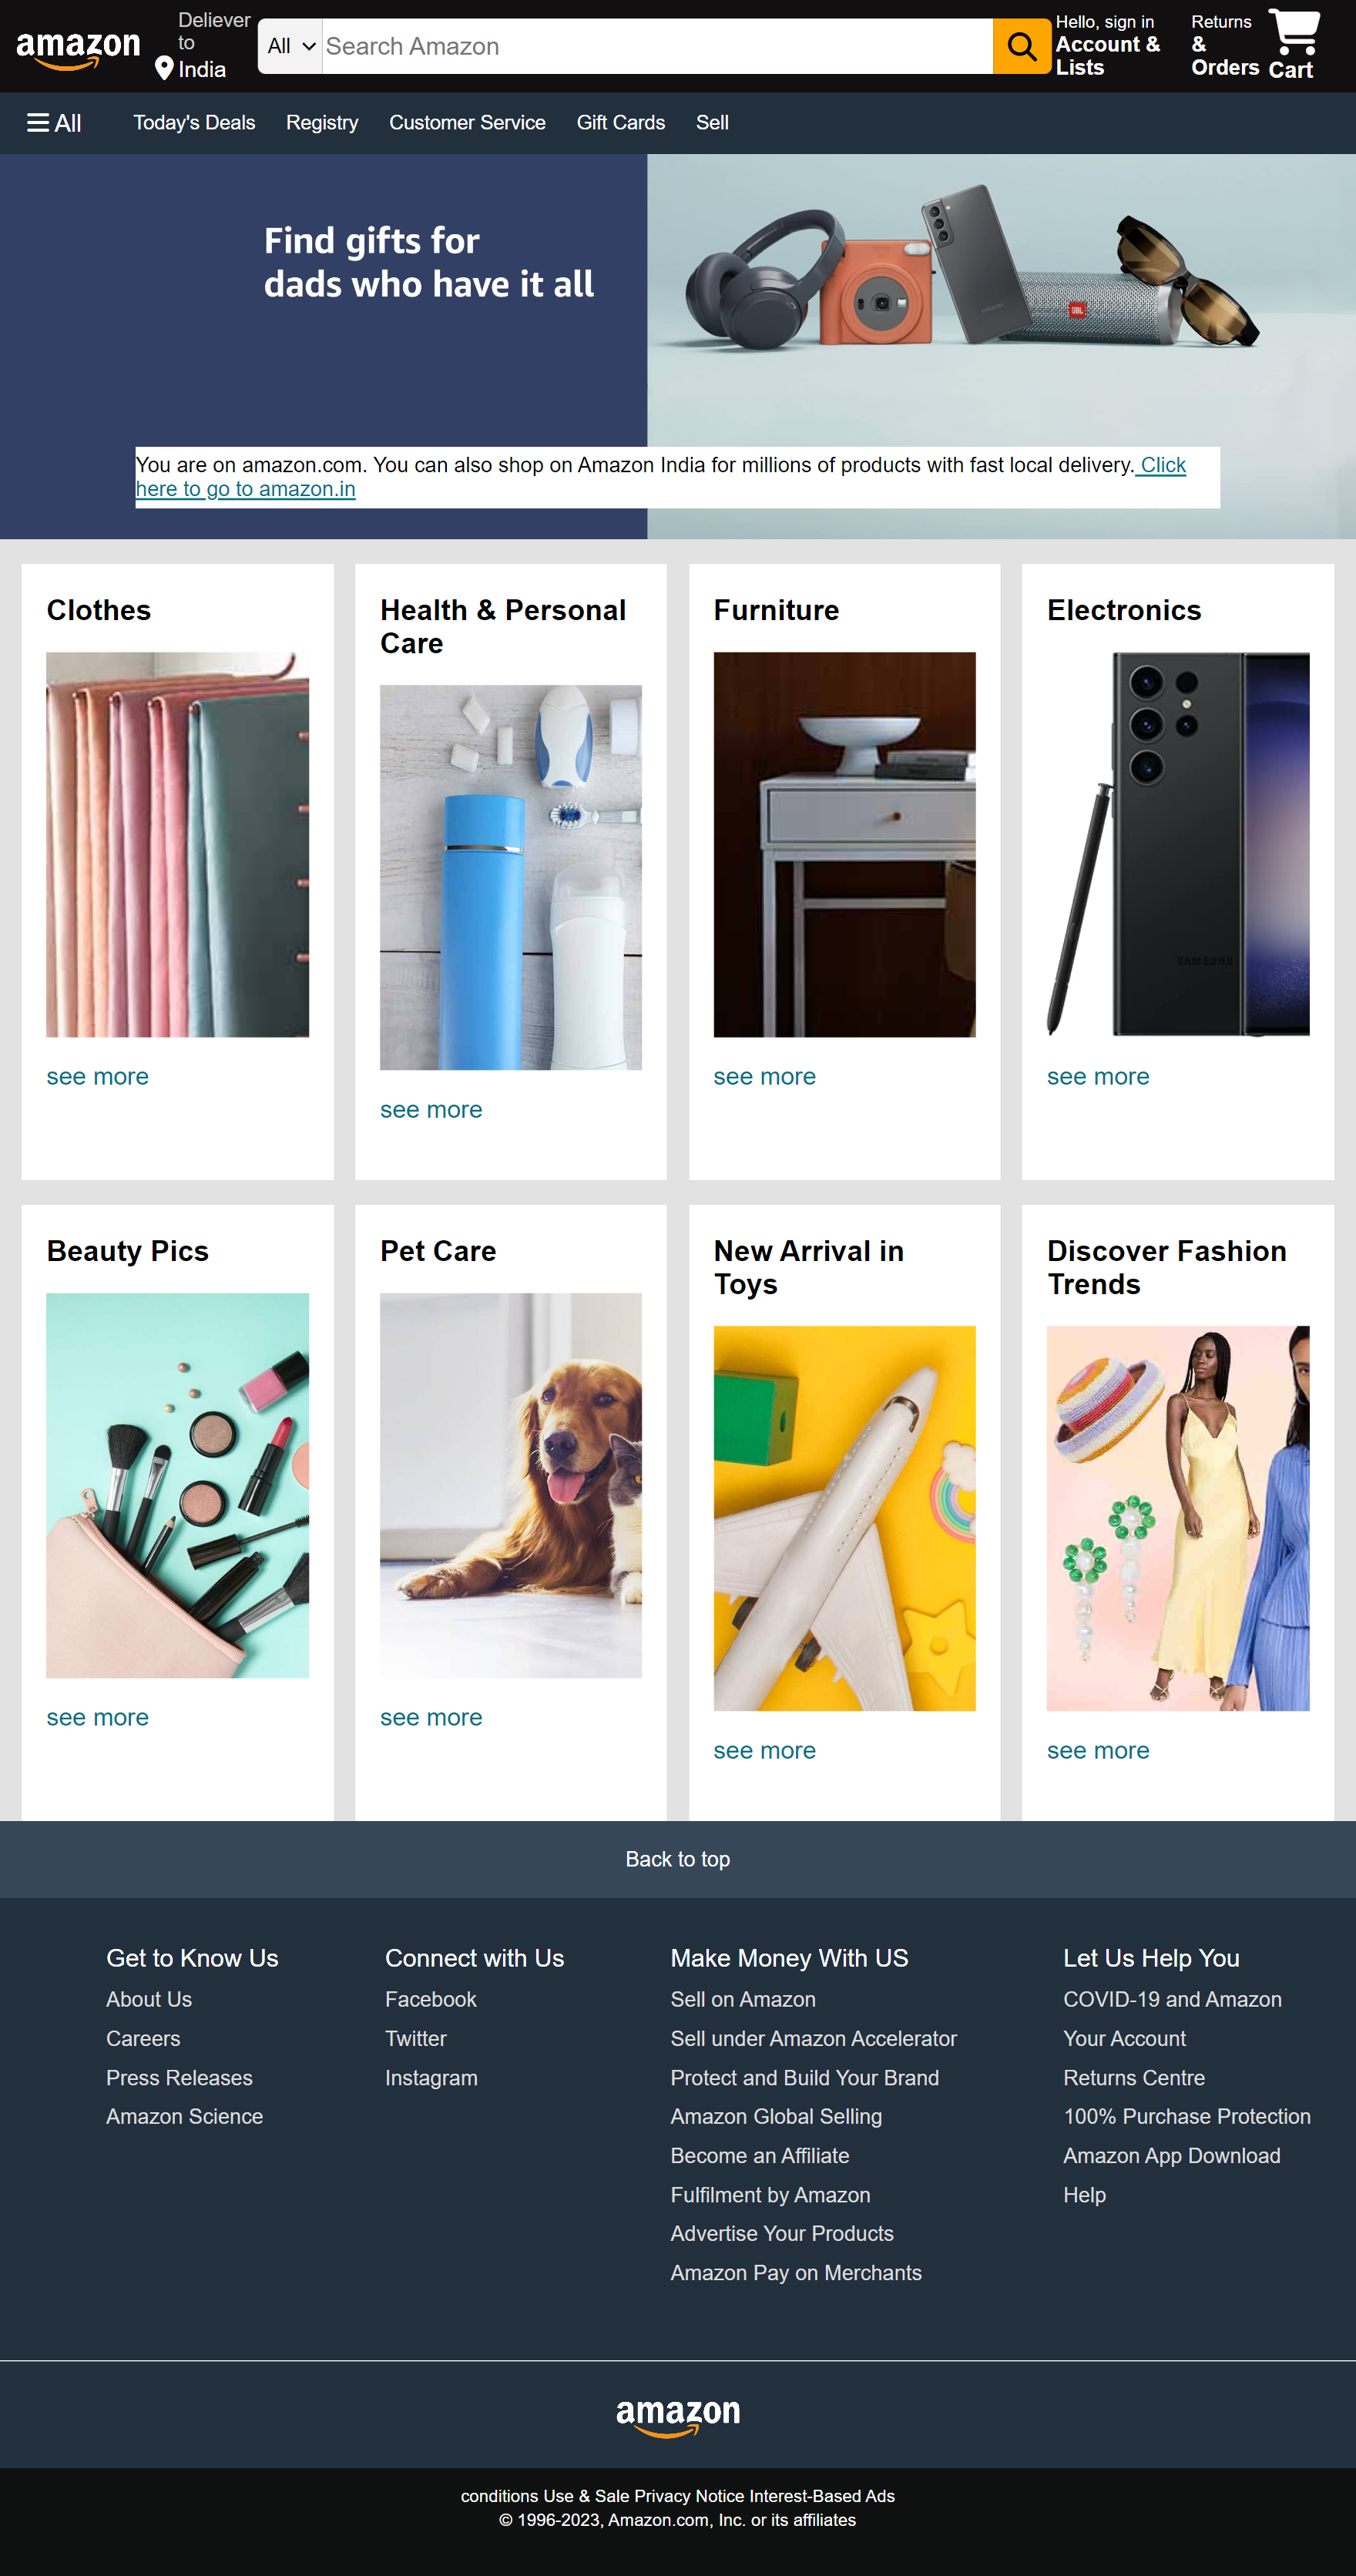 amazon
Deliever
to
India
All
Search Amazon
Hello, sign in
Account &
Lists
Returns
&
Orders
Cart
All
Today's Deals
Registry
Customer Service
Gift Cards
Sell
Find gifts for
dads who have it all
SAMSUNG
JBL
You are on amazon.com. You can also shop on Amazon India for millions of products with fast local delivery. Click
here to go to amazon.in
Clothes
see more
Health & Personal
Care
see more
Furniture
see more
Electronics
SAMSUNG
see more
Beauty Pics
see more
Pet Care
see more
New Arrival in
Toys
see more
Discover Fashion
Trends
see more
Back to top
Get to Know Us
About Us
Careers
Press Releases
Amazon Science
Connect with Us
Facebook
Twitter
Instagram
Make Money With US
Sell on Amazon
Sell under Amazon Accelerator
Protect and Build Your Brand
Amazon Global Selling
Become an Affiliate
Fulfilment by Amazon
Advertise Your Products
Amazon Pay on Merchants
Let Us Help You
COVID-19 and Amazon
Your Account
Returns Centre
100% Purchase Protection
Amazon App Download
Help
amazon
conditions Use & Sale Privacy Notice Interest-Based Ads
© 1996-2023, Amazon.com, Inc. or its affiliates